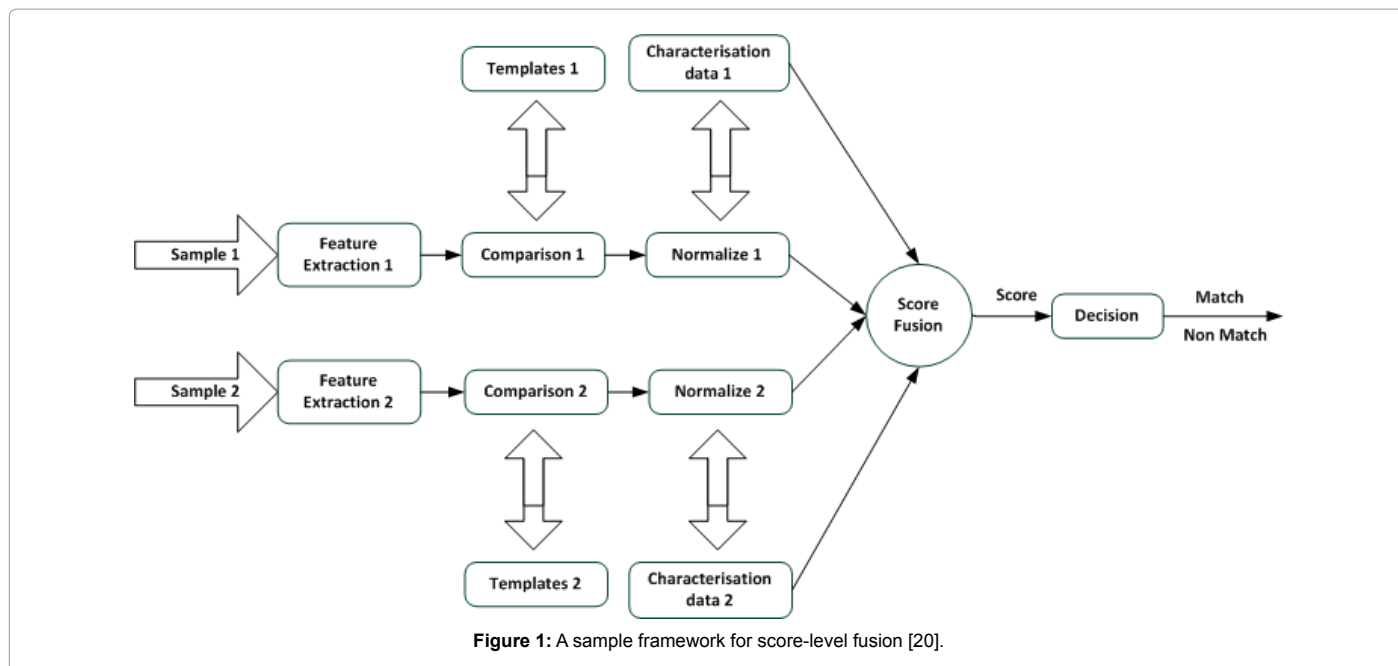 Templates 1
Characterisation
data 1
Sample 1
Feature
Extraction 1
Comparison 1
Normalize 1
Score
Fusion
Score
Decision
Match
Non Match
Sample 2
Feature
Extraction 2
Comparison 2
Normalize 2
Templates 2
Characterisation
data 2
Figure 1: A sample framework for score-level fusion [20].